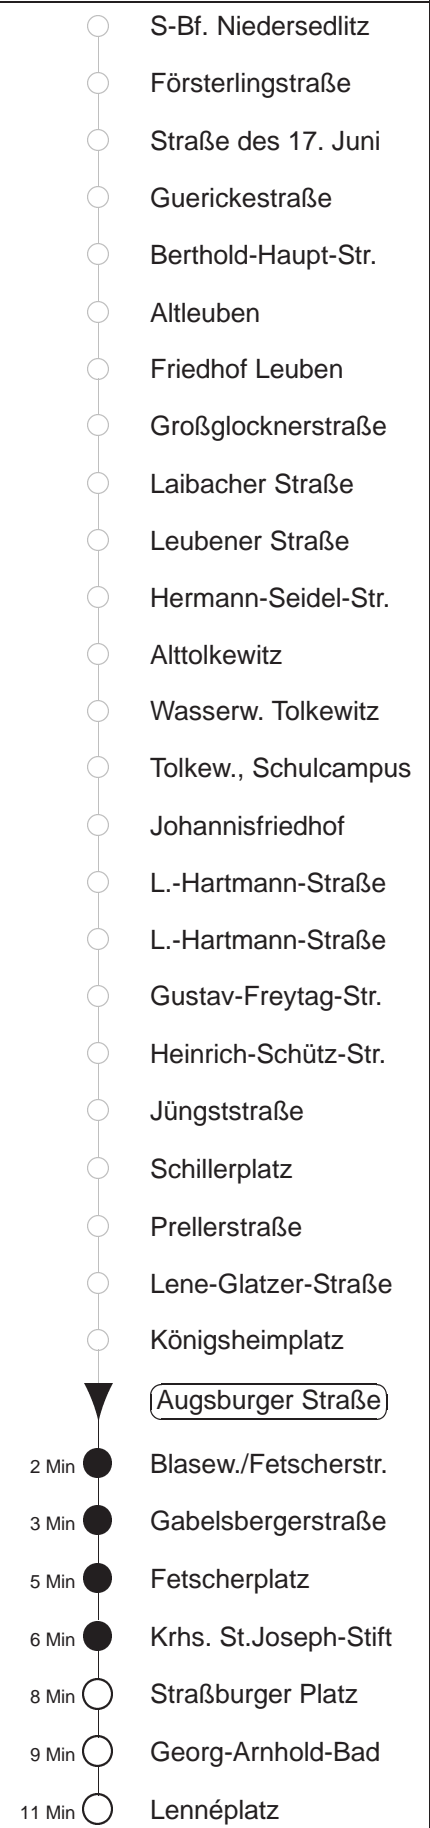 S-Bf. Niedersedlitz
Försterlingstraße
Straße des 17. Juni
Guerickestraße
Berthold-Haupt-Str.
Altleuben
Friedhof Leuben
Großglocknerstraße
Laibacher Straße
Leubener Straße
Hermann-Seidel-Str.
Alttolkewitz
Wasserw. Tolkewitz
Tolkew., Schulcampus
Johannisfriedhof
L.-Hartmann-Straße
L.-Hartmann-Straße
Gustav-Freytag-Str.
Heinrich-Schütz-Str.
Jüngststraße
Schillerplatz
Prellerstraße
Lene-Glatzer-Straße
Königsheimplatz
Augsburger Straße
2 Min Blasew./Fetscherstr.
3 Min Gabelsbergerstraße
5 Min Fetscherplatz
6 Min Krhs. St.Joseph-Stift
8 Min Straßburger Platz
9 Min Georg-Arnhold-Bad
11 Min Lennéplatz